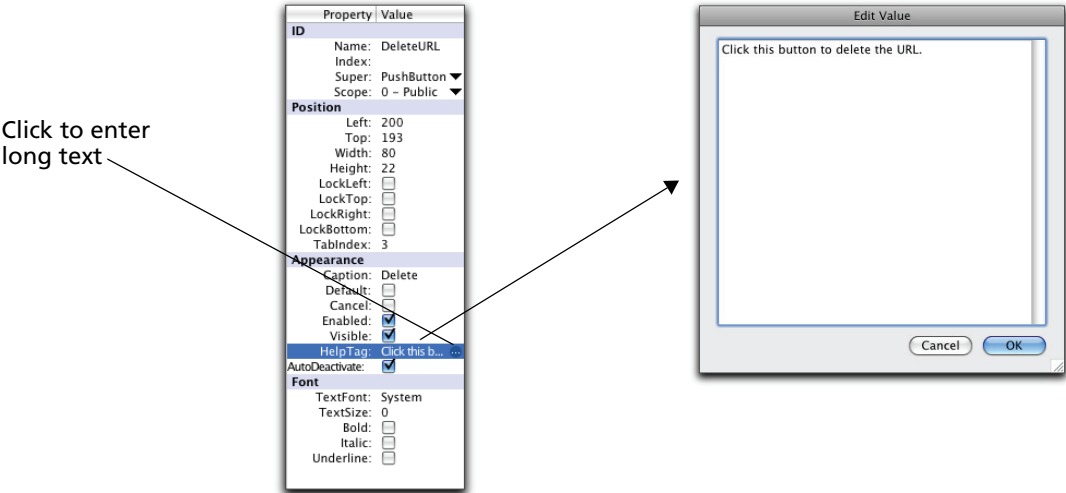 Click to enter
long text
Property Value
ID
Name: DeleteURL
Index:
Super: PushButton
Scope: 0 – Public
Position
Left: 200
Top: 193
Width: 80
Height: 22
LockLeft:
LockTop:
LockRight:
LockBottom:
TabIndex: 3
Appearance
Caption: Delete
Default:
Cancel:
Enabled:
Visible:
HelpTag: Click this b... ...
AutoDeactivate:
Font
TextFont: System
TextSize: 0
Bold:
Italic:
Underline:
Edit Value
Click this button to delete the URL.
Cancel OK